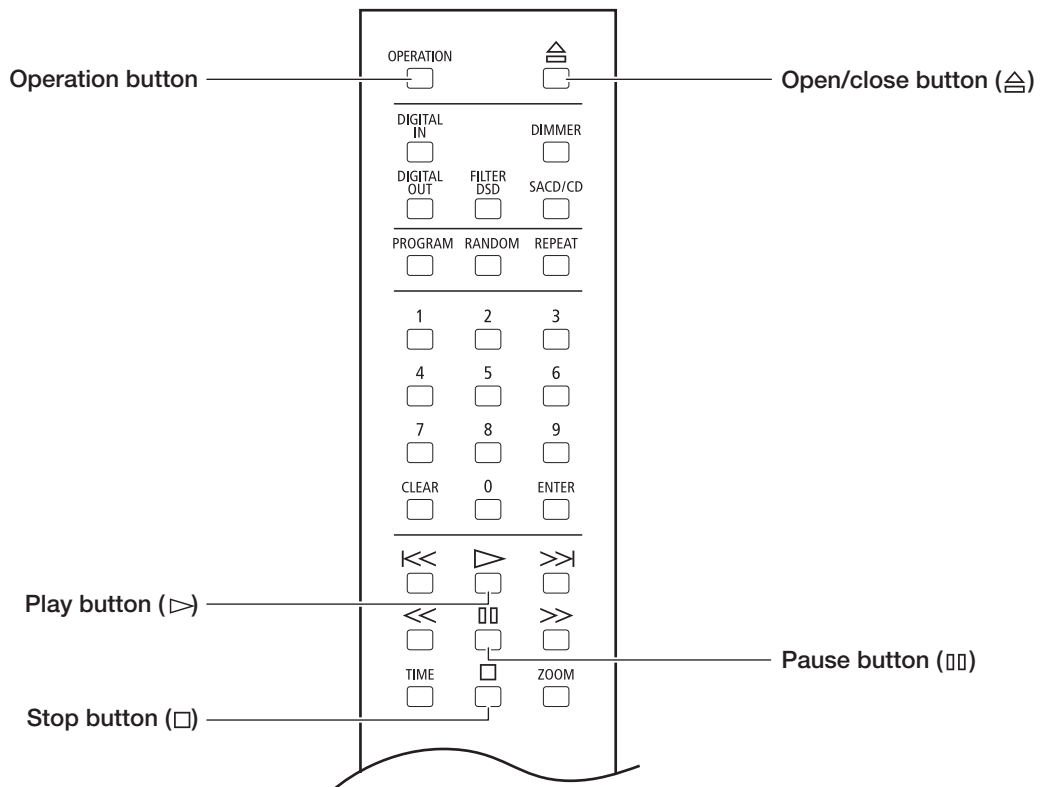 OPERATION
Operation button
Open/close button (⏏)
DIGITAL IN
DIMMER
DIGITAL OUT
FILTER DSD
SACD/CD
PROGRAM RANDOM REPEAT
1 2 3
4 5 6
7 8 9
CLEAR 0 ENTER
Play button (▷)
Pause button (▯▯)
TIME
ZOOM
Stop button (□)